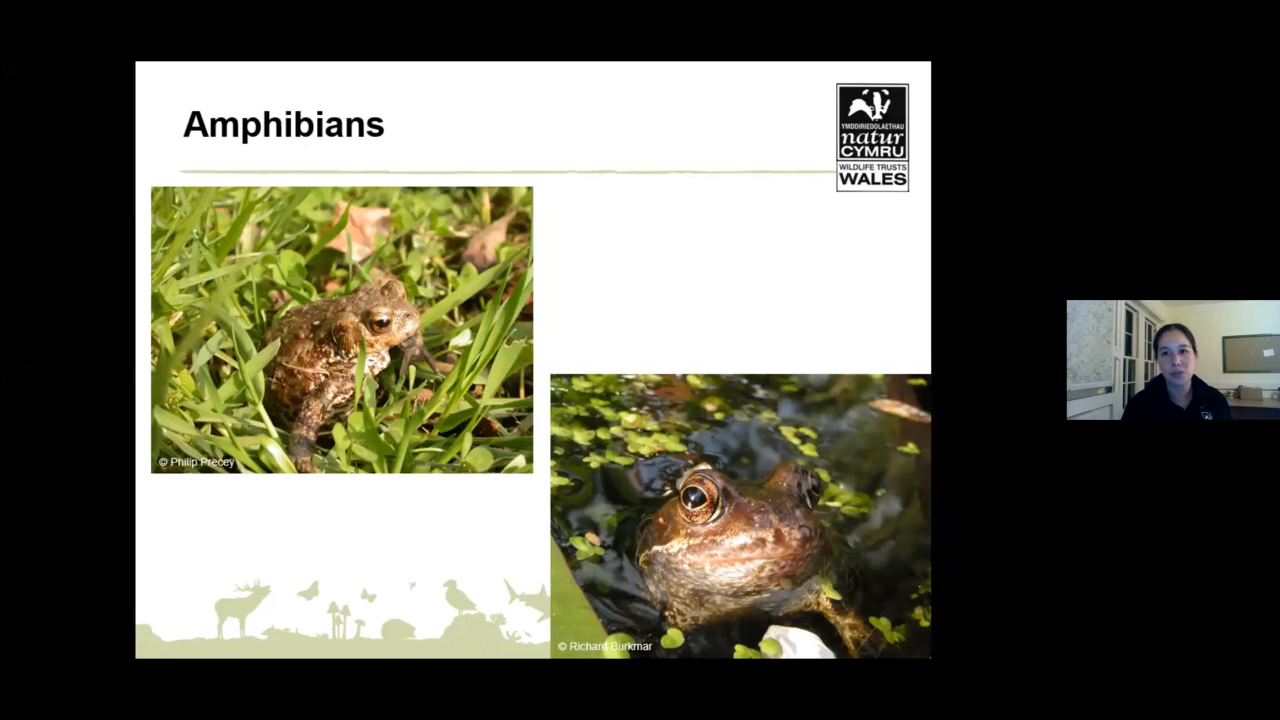 Amphibians
YMDDIRIEDOLAETHAU
natur
CYMRU
WILDLIFE TRUSTS
WALES
© Philip Precey
© Richard Burkmar